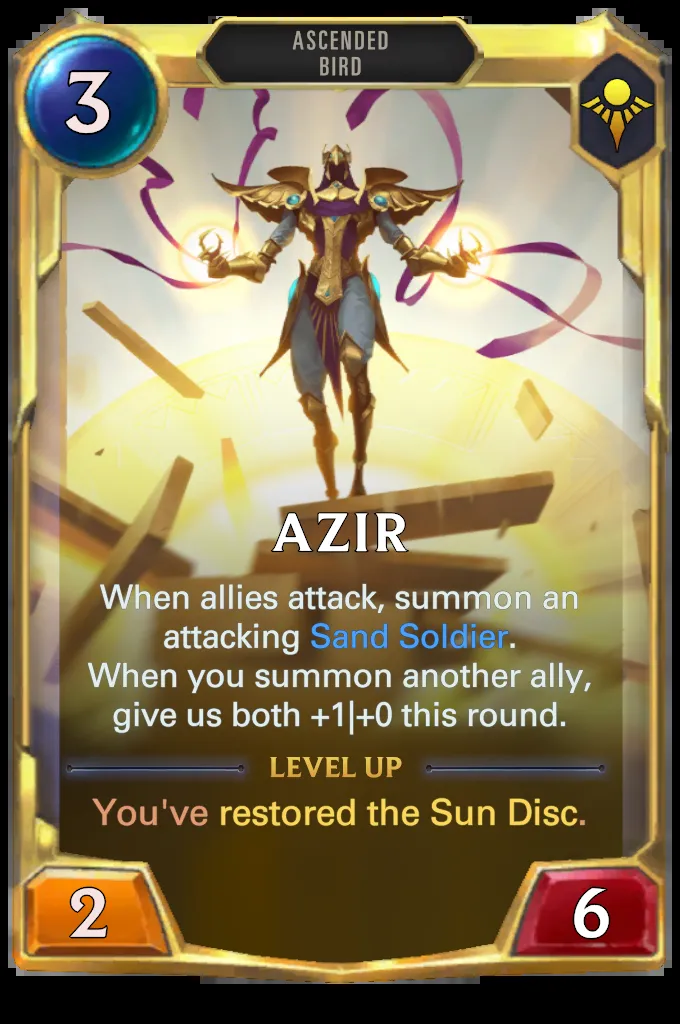 ASCENDED
BIRD
3
AZIR
When allies attack, summon an
attacking Sand Soldier.
When you summon another ally,
give us both +1|+0 this round.
LEVEL UP
You've restored the Sun Disc.
2
6